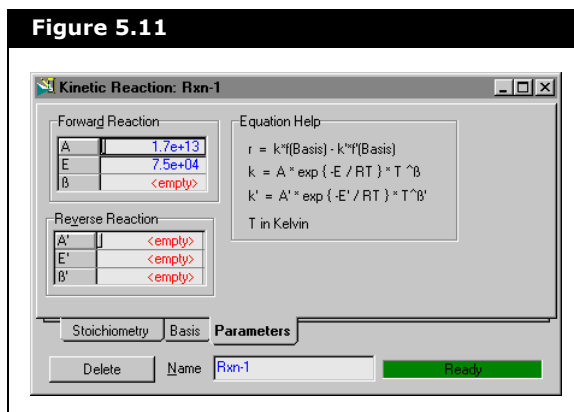 Figure 5.11
Kinetic Reaction: Rxn-1
Forward Reaction
A 1.7e+13
E 7.5e+04
ß <empty>
Reverse Reaction
A' <empty>
E' <empty>
ß' <empty>
Equation Help
r = k*f(Basis) - k'*f'(Basis)
k = A * exp { -E / RT } * T ^ß
k' = A' * exp { -E' / RT } * T^ß'
T in Kelvin
Stoichiometry Basis Parameters
Delete Name Rxn-1 Ready